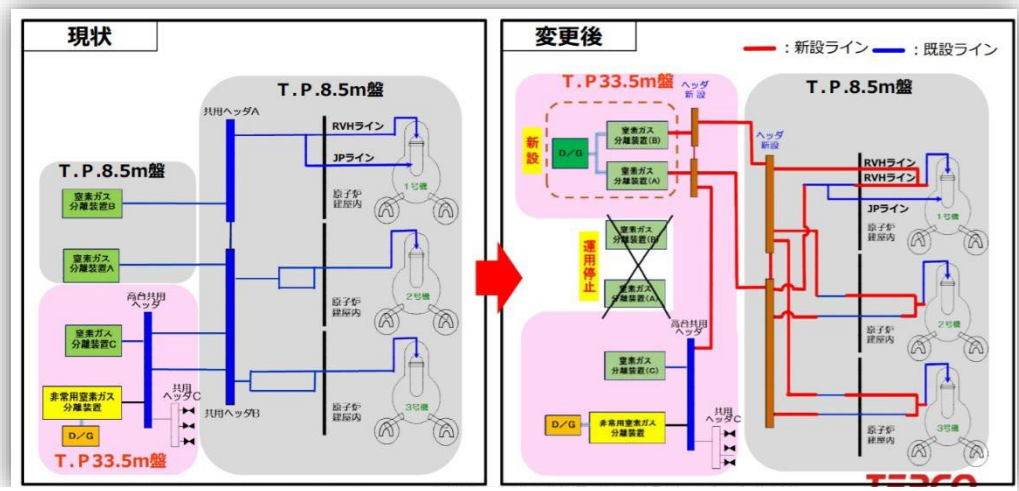 現状
T.P.8.5m盤
共用ヘッダA
RVHライン
JPライン
原子炉
建屋内
1号機
T.P.8.5m盤
窒素ガス
分離装置B
窒素ガス
分離装置A
高台共用
ヘッダ
窒素ガス
分離装置C
非常用窒素ガス
分離装置
D/G
共用
ヘッダC
T.P33.5m盤
原子炉
建屋内
2号機
原子炉
建屋内
3号機
共用ヘッダB
変更後
:新設ライン
:既設ライン
T.P33.5m盤
ヘッダ
新設
新設
D/G
窒素ガス
分離装置(B)
窒素ガス
分離装置(A)
運用停止
窒素ガス
分離装置(B)
窒素ガス
分離装置(A)
高台共用
ヘッダ
窒素ガス
分離装置(C)
D/G
非常用窒素ガス
分離装置
共用
ヘッダC
T.P.8.5m盤
ヘッダ
新設
RVHライン
RVHライン
JPライン
原子炉
建屋内
1号機
原子炉
建屋内
2号機
原子炉
建屋内
3号機
TEPCO